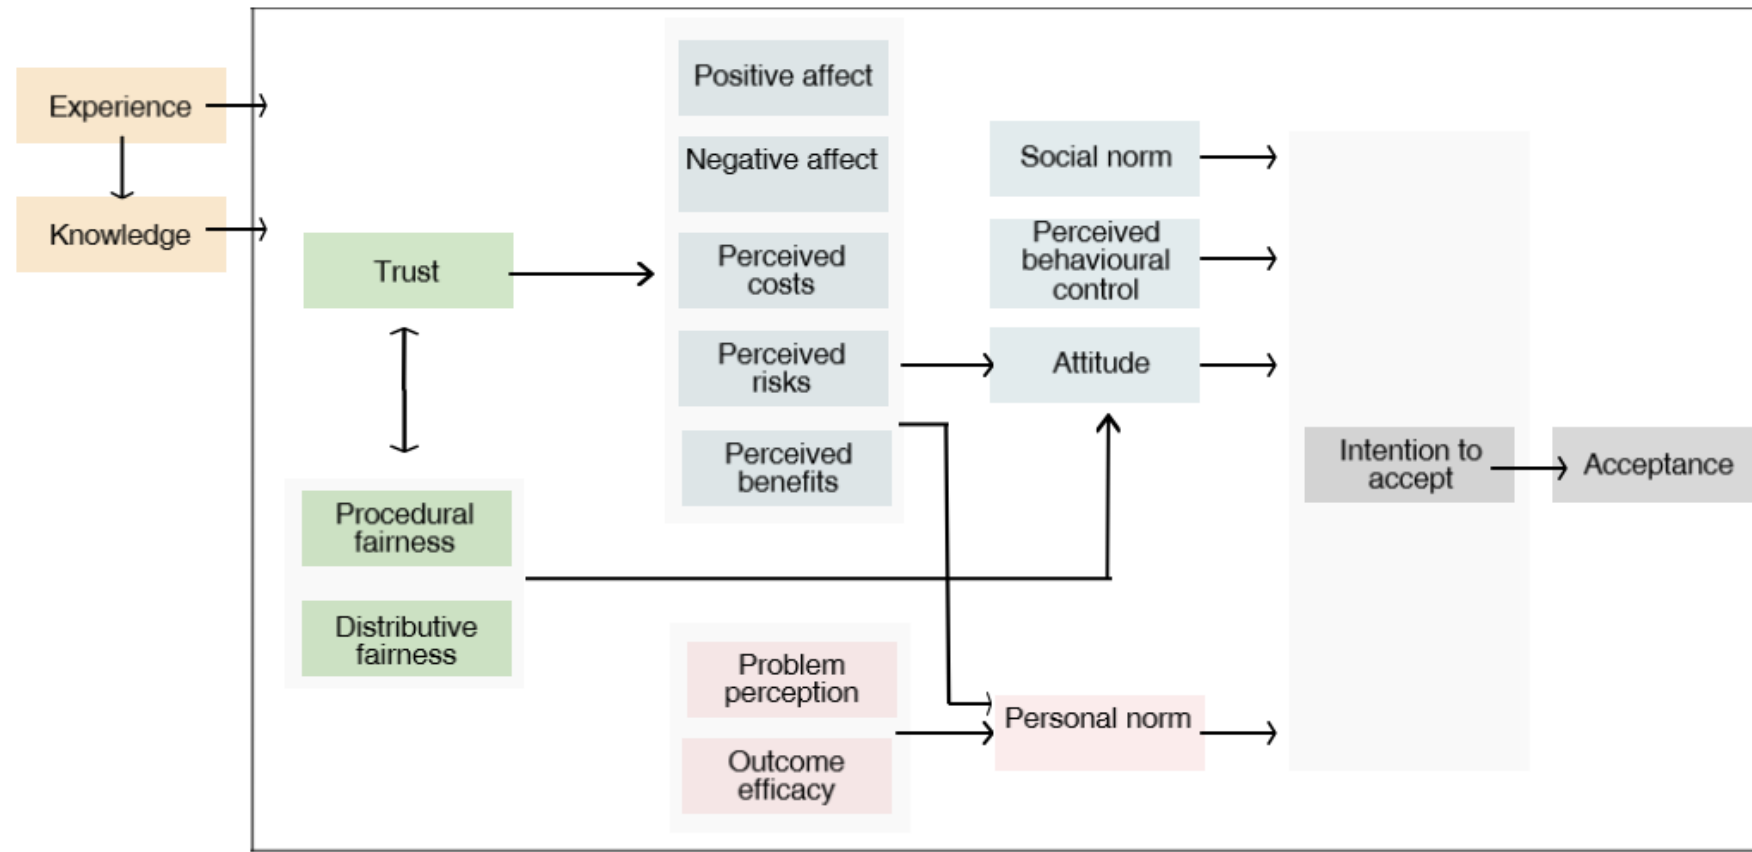 Experience
Knowledge
Trust
Procedural
fairness
Distributive
fairness
Positive affect
Negative affect
Perceived
costs
Perceived
risks
Perceived
benefits
Problem
perception
Outcome
efficacy
Social norm
Perceived
behavioural
control
Attitude
Personal norm
Intention to
accept
Acceptance